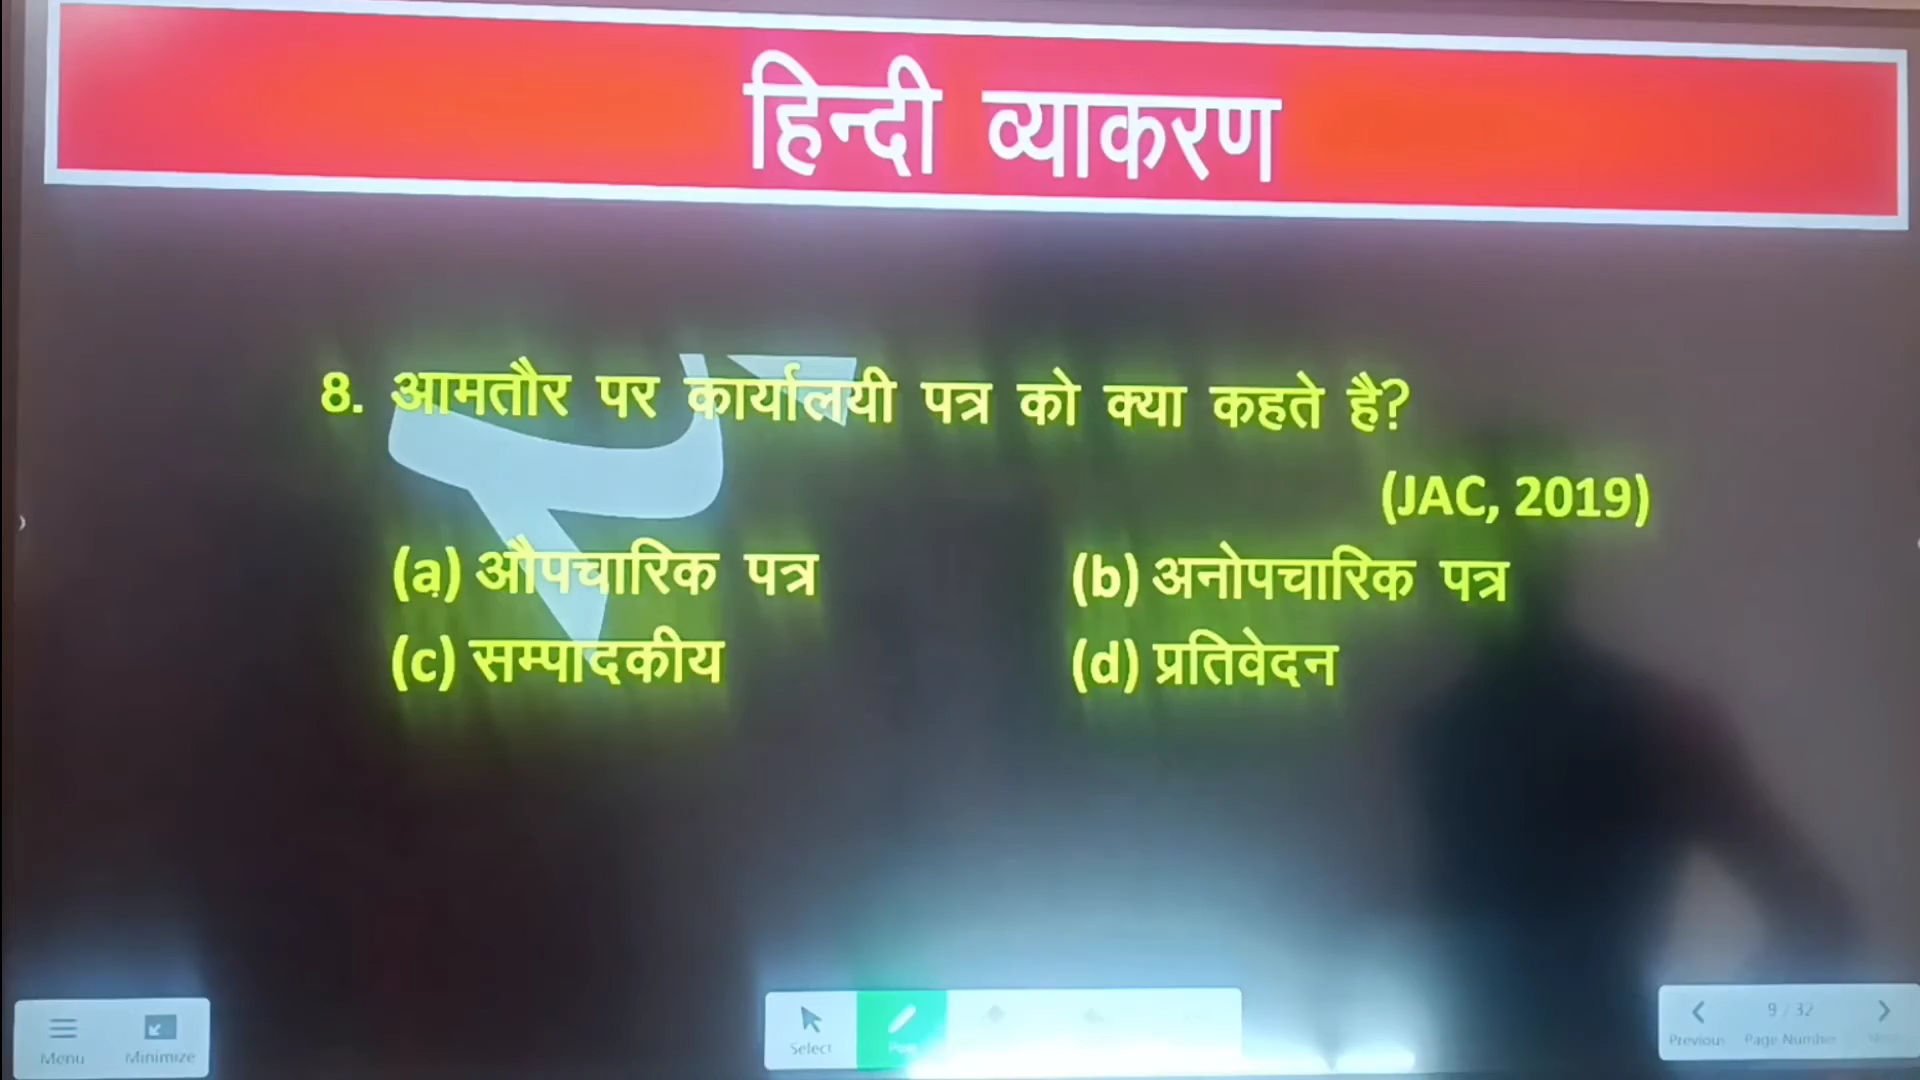 हिन्दी व्याकरण
8. आमतौर पर कार्यालयी पत्र को क्या कहते है?
(JAC, 2019)
(a) औपचारिक पत्र (b) अनोपचारिक पत्र
(c) सम्पादकीय (d) प्रतिवेदन
Menu Minimize Select 9 / 32
Previous Page Number